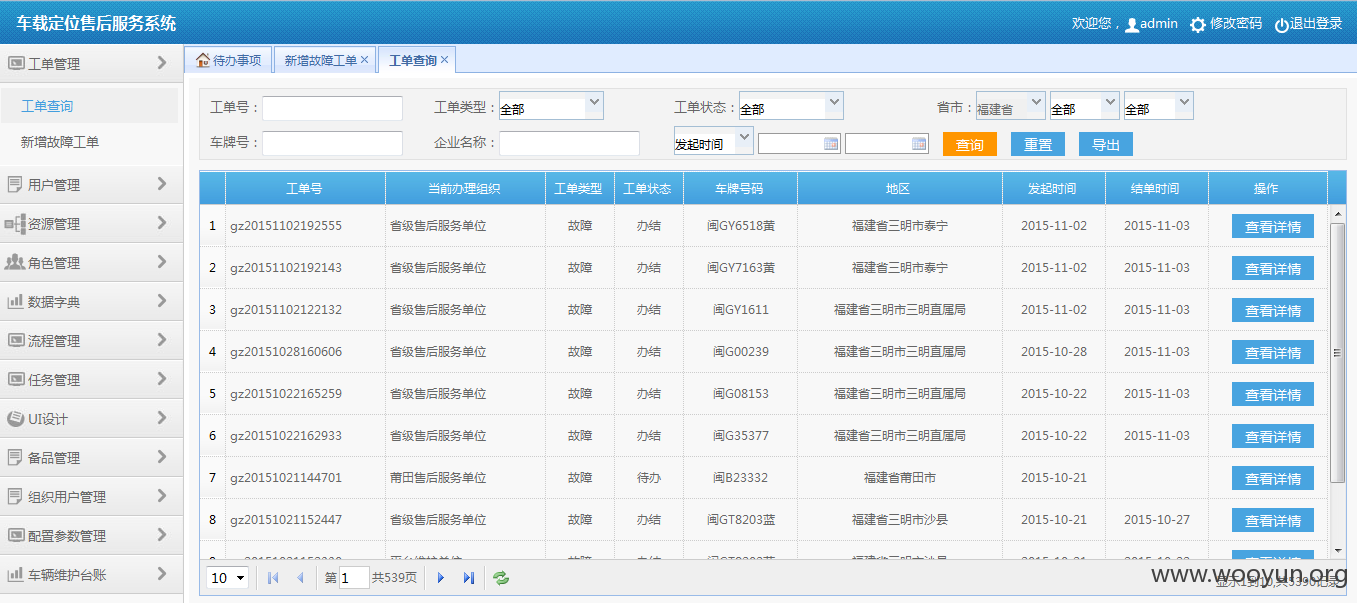 车载定位售后服务系统
欢迎您， admin 修改密码 退出登录
工单管理
工单查询
新增故障工单
用户管理
资源管理
角色管理
数据字典
流程管理
任务管理
UI设计
备品管理
组织用户管理
配置参数管理
车辆维护台账
待办事项 新增故障工单 工单查询
工单号： 工单类型： 全部 工单状态： 全部 省市： 福建省 全部 全部
车牌号： 企业名称： 发起时间 查询 重置 导出
工单号 当前办理组织 工单类型 工单状态 车牌号码 地区 发起时间 结单时间 操作
1 gz20151102192555 省级售后服务单位 故障 办结 闽GY6518黄 福建省三明市泰宁 2015-11-02 2015-11-03 查看详情
2 gz20151102192143 省级售后服务单位 故障 办结 闽GY7163黄 福建省三明市泰宁 2015-11-02 2015-11-03 查看详情
3 gz20151102122132 省级售后服务单位 故障 办结 闽GY1611 福建省三明市三明直属局 2015-11-02 2015-11-03 查看详情
4 gz20151028160606 省级售后服务单位 故障 办结 闽G00239 福建省三明市三明直属局 2015-10-28 2015-11-03 查看详情
5 gz20151022165259 省级售后服务单位 故障 办结 闽G08153 福建省三明市三明直属局 2015-10-22 2015-11-03 查看详情
6 gz20151022162933 省级售后服务单位 故障 办结 闽G35377 福建省三明市三明直属局 2015-10-22 2015-11-03 查看详情
7 gz20151021144701 莆田售后服务单位 故障 待办 闽B23332 福建省莆田市 2015-10-21 查看详情
8 gz20151021152447 省级售后服务单位 故障 办结 闽GT8203蓝 福建省三明市沙县 2015-10-21 2015-10-27 查看详情
10 第 1 共539页
显示1到10,共5390记录
www.wooyun.org